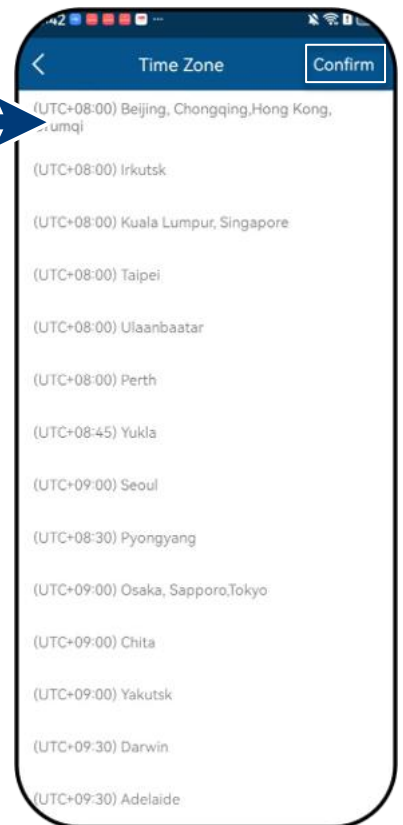 :42
Time Zone
Confirm
(UTC+08:00) Beijing, Chongqing,Hong Kong,
(UTC+08:00) Irkutsk
(UTC+08:00) Kuala Lumpur, Singapore
(UTC+08:00) Taipei
(UTC+08:00) Ulaanbaatar
(UTC+08:00) Perth
(UTC+08:45) Yukla
(UTC+09:00) Seoul
(UTC+08:30) Pyongyang
(UTC+09:00) Osaka, Sapporo,Tokyo
(UTC+09:00) Chita
(UTC+09:00) Yakutsk
(UTC+09:30) Darwin
(UTC+09:30) Adelaide